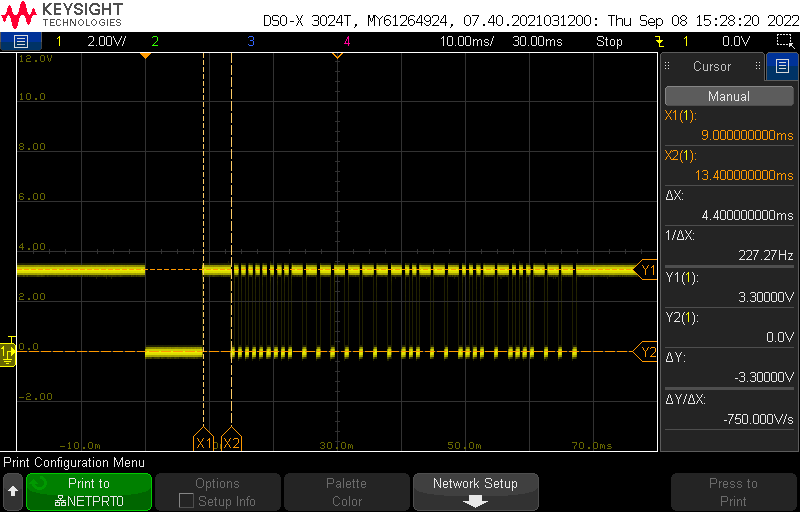 KEYSIGHT
TECHNOLOGIES
DSO-X 3024T, MY61264924, 07.40.2021031200: Thu Sep 08 15:28:20 2022
1 2.00V/ 2 3 4 10.00ms/ 30.00ms Stop 1 0.0V
12.0V
10.0
8.00
6.00
4.00
2.00
0.0
-2.00
-10.0m 30.0m 50.0m 70.0ms
T
1
Y1
Y2
X1 X2
Cursor
Manual
X1(1):
9.000000000ms
X2(1):
13.400000000ms
ΔX:
4.400000000ms
1/ΔX:
227.27Hz
Y1(1):
3.30000V
Y2(1):
0.0V
ΔY:
-3.30000V
ΔY/ΔX:
-750.000V/s
Print Configuration Menu
Print to
NETPRT0
Options
Setup Info
Palette
Color
Network Setup
Press to
Print